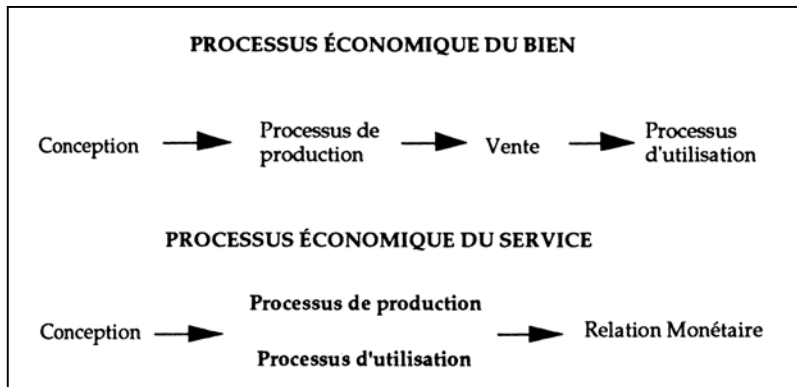 PROCESSUS ÉCONOMIQUE DU BIEN
Conception
Processus de
production
Vente
Processus
d'utilisation
PROCESSUS ÉCONOMIQUE DU SERVICE
Conception
Processus de production
Processus d'utilisation
Relation Monétaire